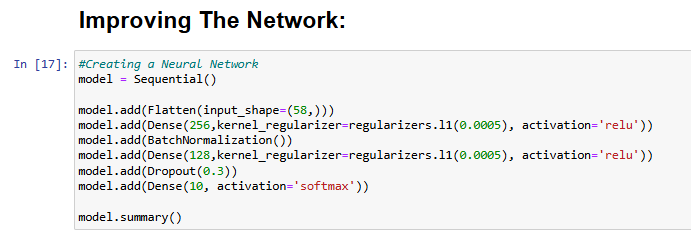 Improving The Network:
In [17]: #Creating a Neural Network
model = Sequential()
model.add(Flatten(input_shape=(58,)))
model.add(Dense(256,kernel_regularizer=regularizers.l1(0.0005), activation='relu'))
model.add(BatchNormalization())
model.add(Dense(128,kernel_regularizer=regularizers.l1(0.0005), activation='relu'))
model.add(Dropout(0.3))
model.add(Dense(10, activation='softmax'))
model.summary()